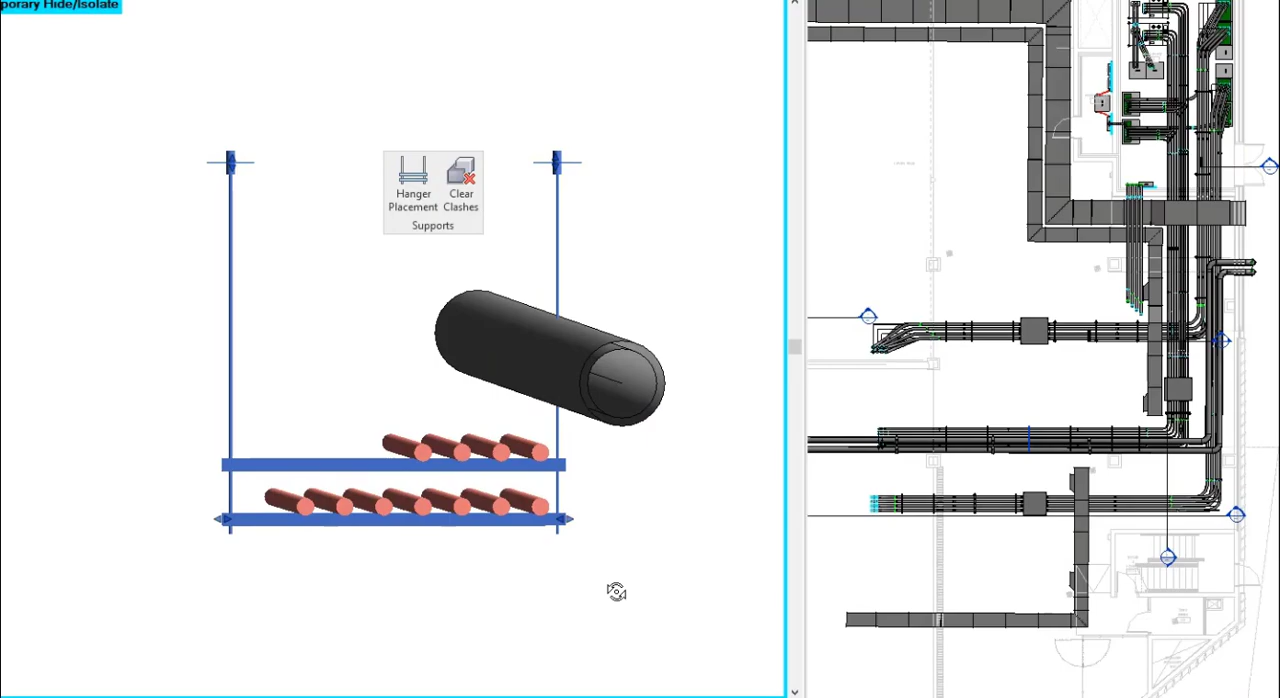 porary Hide/Isolate
Hanger Placement
Clear Clashes
Supports